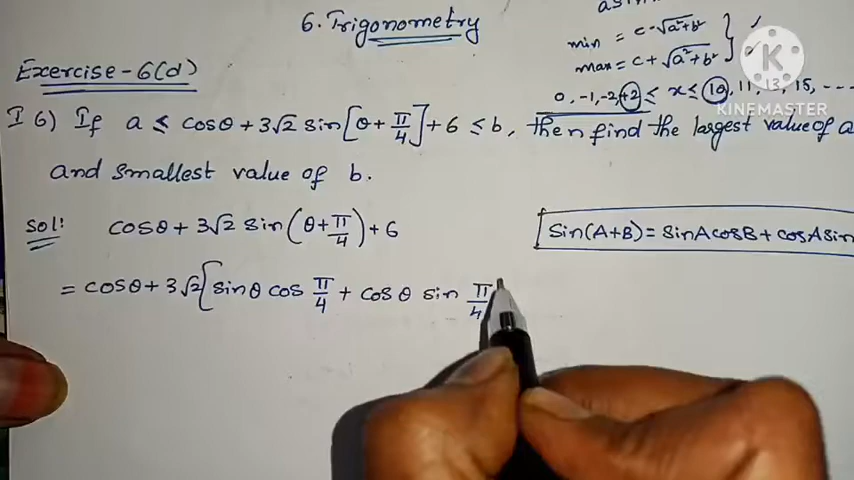 6. Trigonometry
min = c-√a²+b²
max = c+√a²+b²
Exercise-6(d)
0, -1, -2, +2 ≤ x ≤ 10, 11,
15, ---
K
KINEMASTER
I 6) If a ≤ cosθ + 3√2 sin[θ + π/4] + 6 ≤ b, then find the largest value of a
and smallest value of b.
Sol: cosθ + 3√2 sin(θ + π/4) + 6
Sin(A+B) = sinA cosB + cosA sin
= cosθ + 3√2 [sinθ cos π/4 + cosθ sin π/4